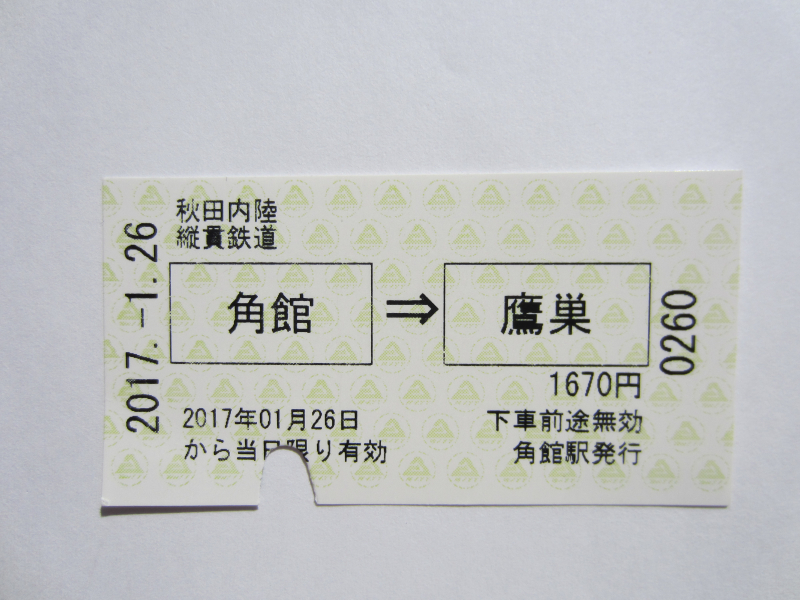 秋田内陸
縦貫鉄道
2017.-1.26
角館 ⇒ 鷹巣
0260
1670円
2017年01月26日
から当日限り有効
下車前途無効
角館駅発行